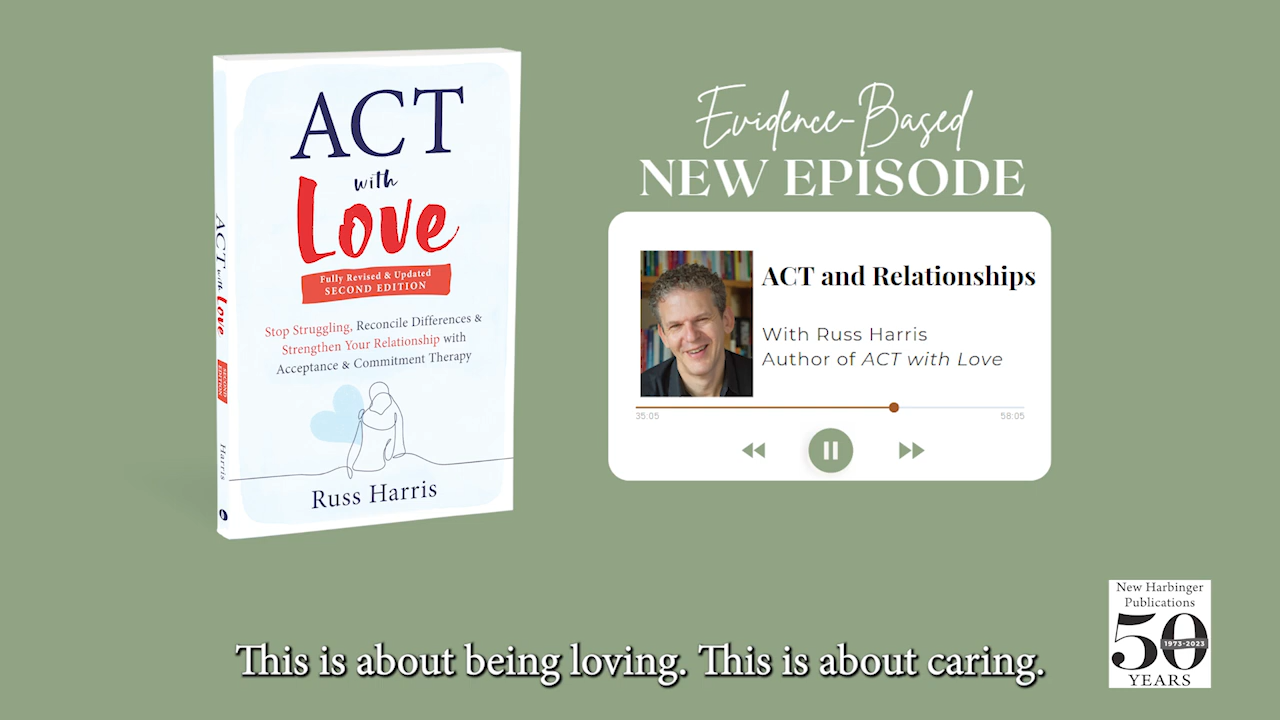 ACT
with
Love
Fully Revised & Updated
SECOND EDITION
Stop Struggling, Reconcile Differences &
Strengthen Your Relationship with
Acceptance & Commitment Therapy
Russ Harris
ACT with Love
SECOND
EDITION
Harris
Evidence-Based
NEW EPISODE
ACT and Relationships
With Russ Harris
Author of ACT with Love
35:05
58:05
New Harbinger
Publications
50
1973-2023
YEARS
This is about being loving. This is about caring.